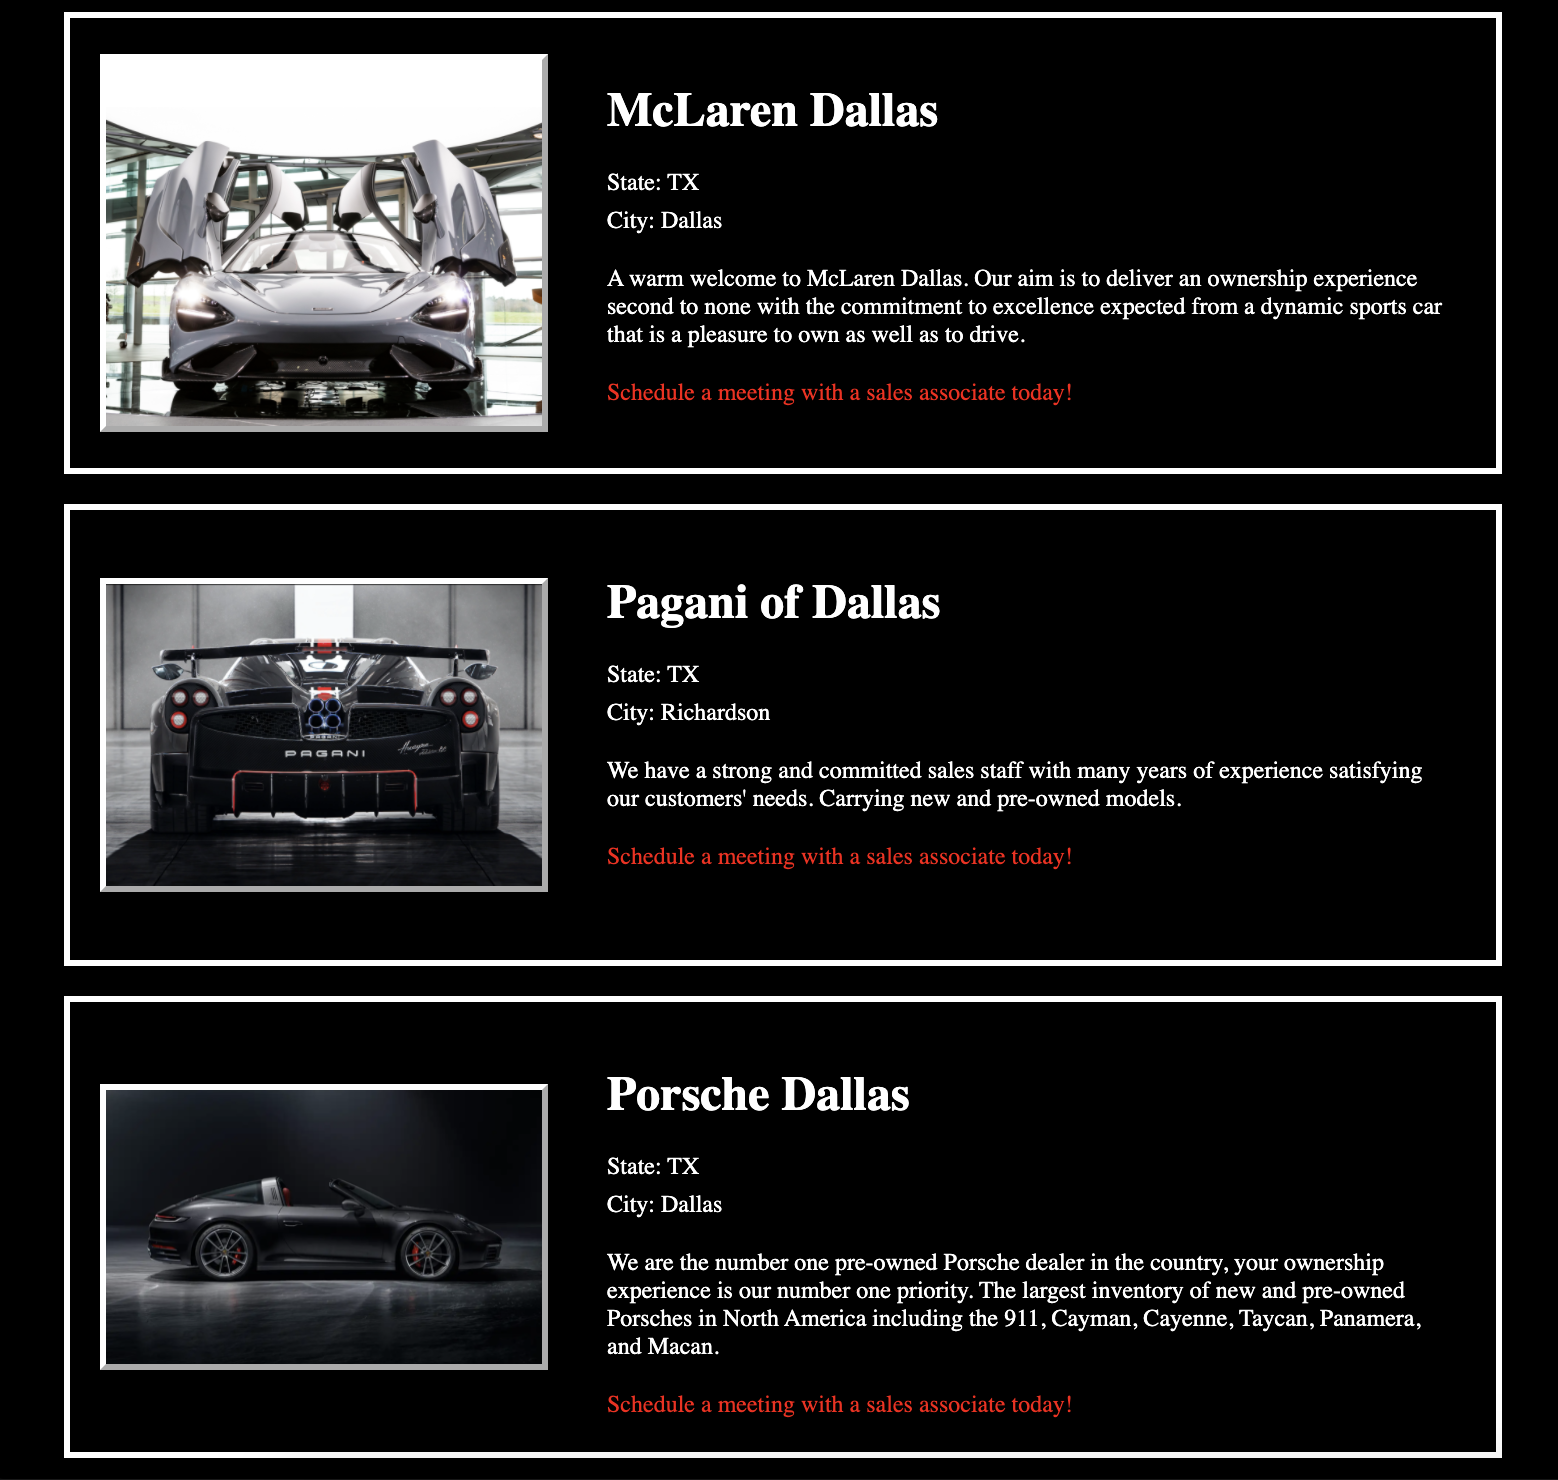 McLaren Dallas
State: TX
City: Dallas
A warm welcome to McLaren Dallas. Our aim is to deliver an ownership experience
second to none with the commitment to excellence expected from a dynamic sports car
that is a pleasure to own as well as to drive.
Schedule a meeting with a sales associate today!
Pagani of Dallas
PAGANI
State: TX
City: Richardson
We have a strong and committed sales staff with many years of experience satisfying
our customers' needs. Carrying new and pre-owned models.
Schedule a meeting with a sales associate today!
Porsche Dallas
State: TX
City: Dallas
We are the number one pre-owned Porsche dealer in the country, your ownership
experience is our number one priority. The largest inventory of new and pre-owned
Porsches in North America including the 911, Cayman, Cayenne, Taycan, Panamera,
and Macan.
Schedule a meeting with a sales associate today!